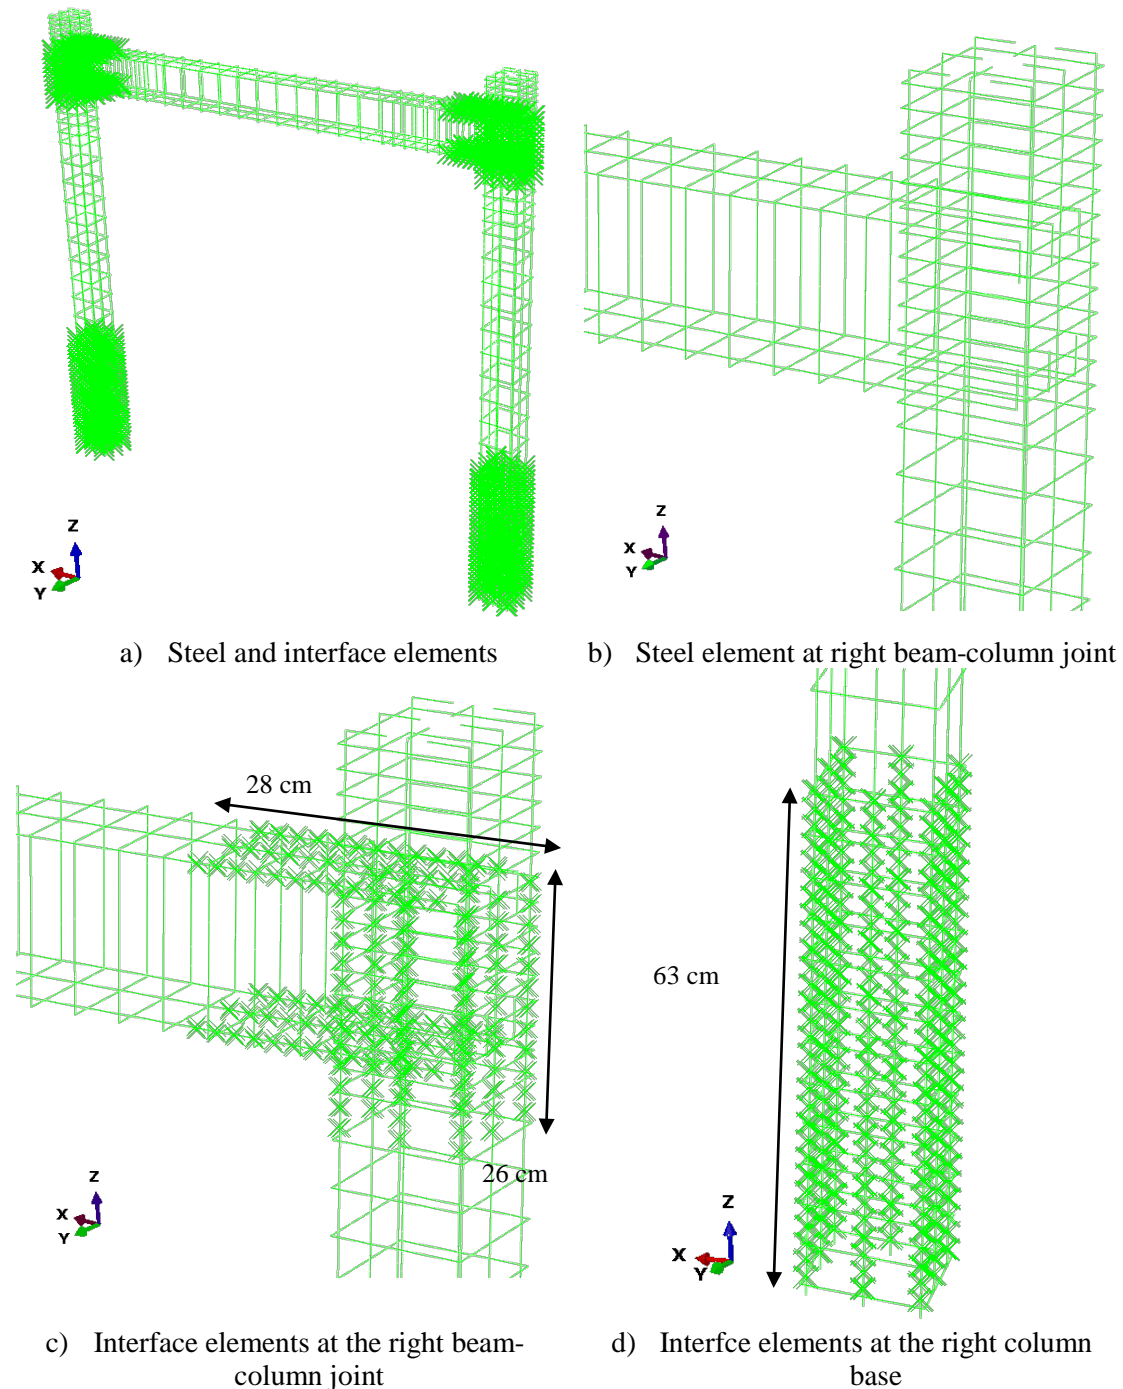 Z
X
Y
Z
X
Y
a) Steel and interface elements
b) Steel element at right beam-column joint
28 cm
26 cm
Z
X
Y
63 cm
Z
X
Y
c) Interface elements at the right beam-
column joint
d) Interfce elements at the right column
base